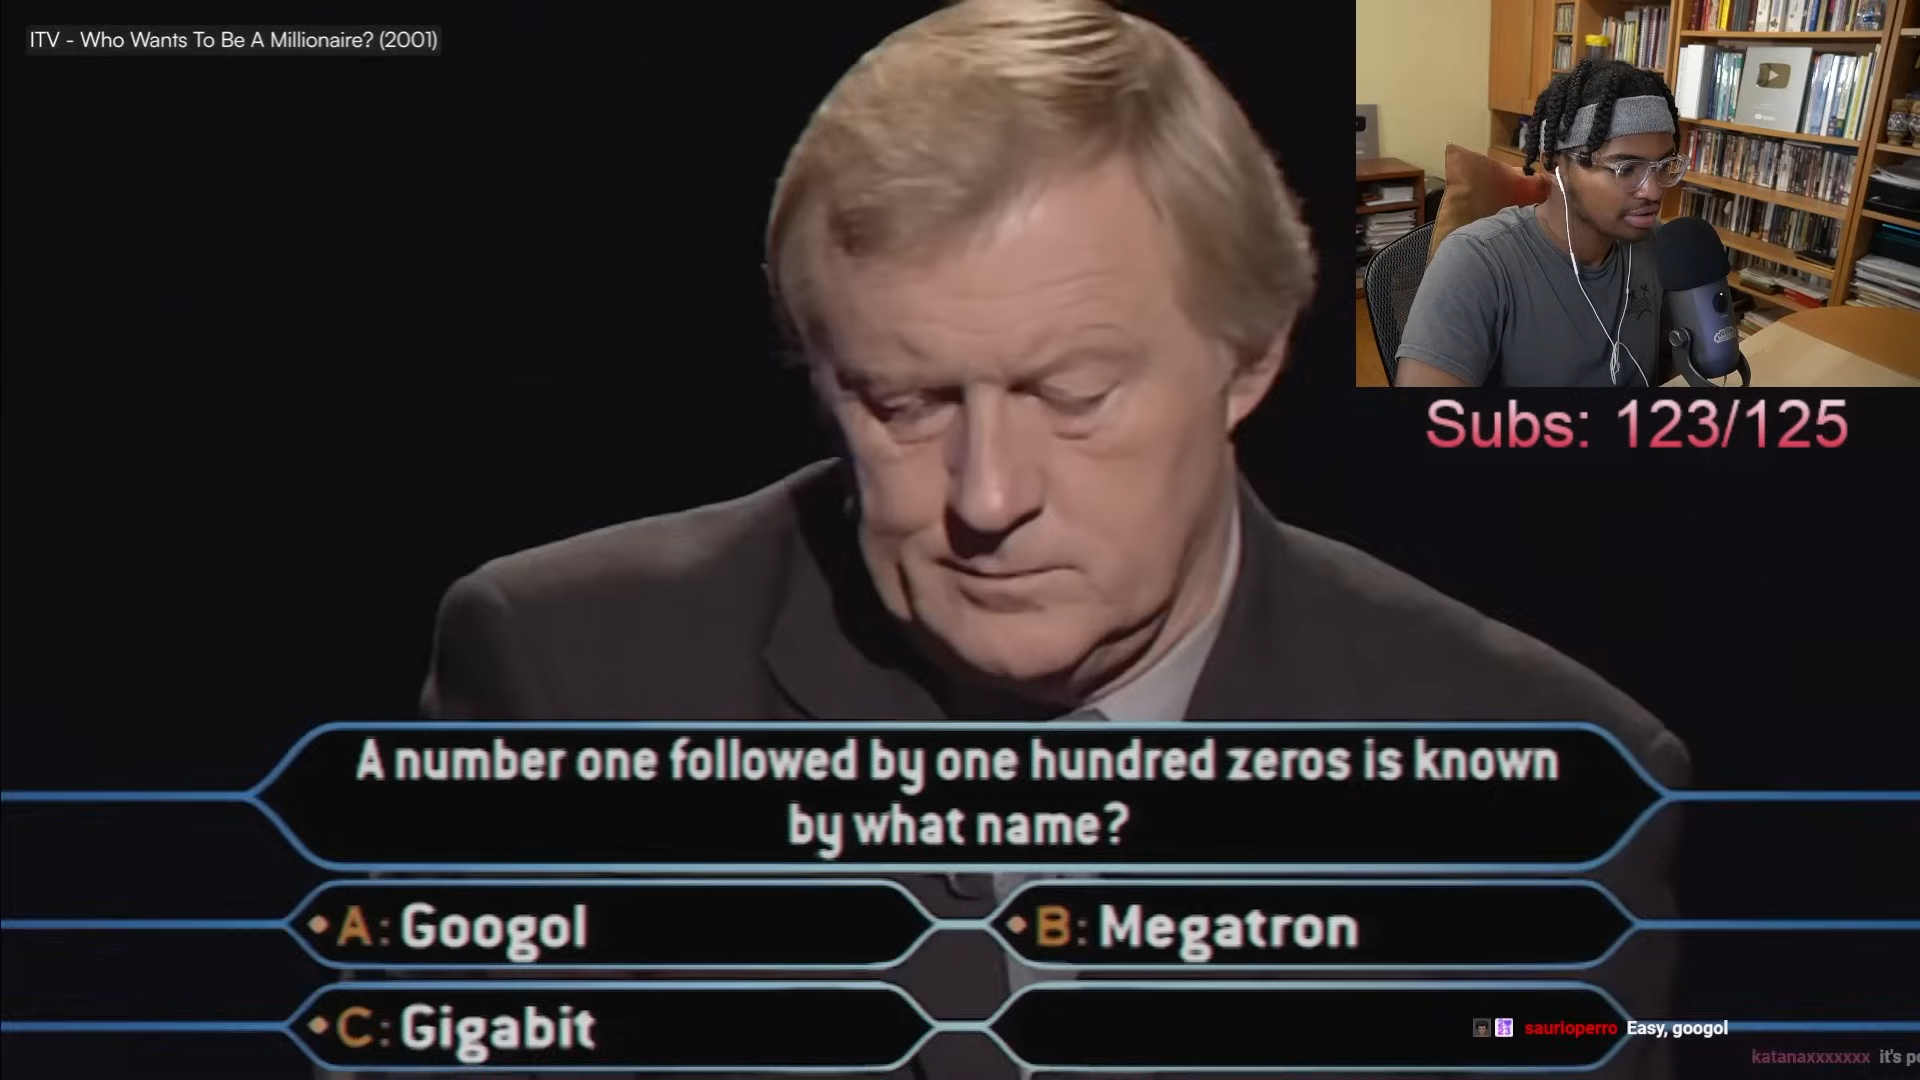 ITV - Who Wants To Be A Millionaire? (2001)
Subs: 123/125
A number one followed by one hundred zeros is known
by what name?
A: Googol
B: Megatron
C: Gigabit
saurioperro Easy, googol
katanaxxxxxxx it's